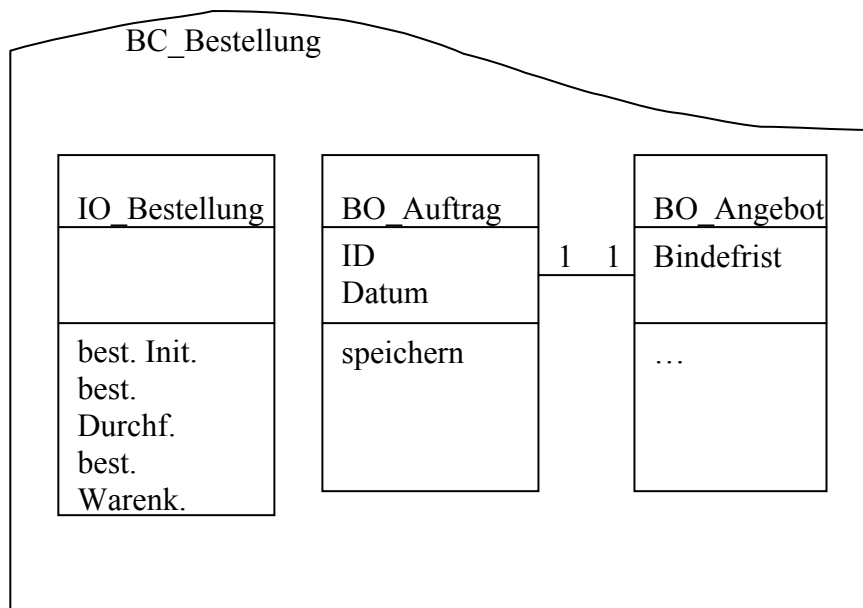 BC_Bestellung
IO_Bestellung
best. Init.
best.
Durchf.
best.
Warenk.
BO_Auftrag
ID
Datum
speichern
1 1
BO_Angebot
Bindefrist
…